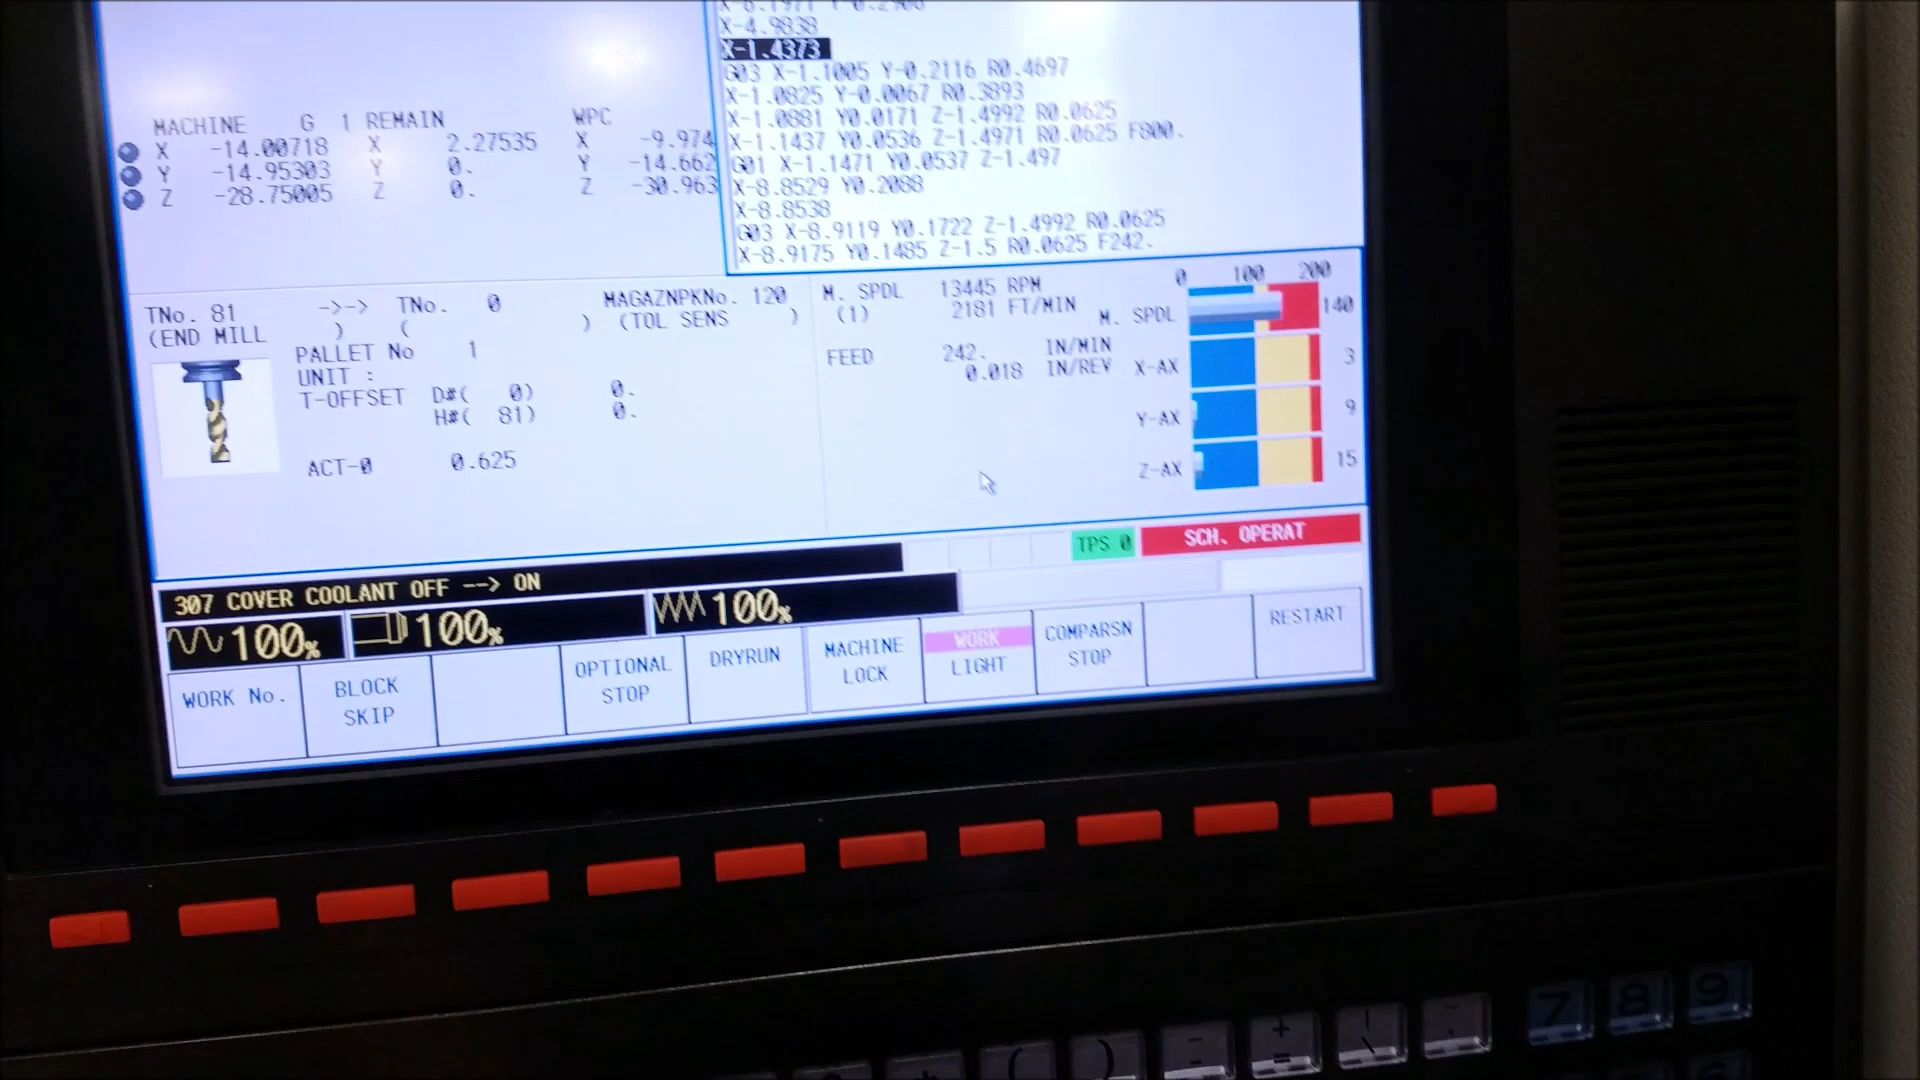 X-4.9838
X-1.4373
G03 X-1.1005 Y-0.2116 R0.4697
X-1.0825 Y-0.0067 R0.3893
X-1.0881 Y0.0171 Z-1.4992 R0.0625
X-1.1437 Y0.0536 Z-1.4971 R0.0625 F800.
G01 X-1.1471 Y0.0537 Z-1.497
X-8.8529 Y0.2088
X-8.8538
G03 X-8.9119 Y0.1722 Z-1.4992 R0.0625
X-8.9175 Y0.1485 Z-1.5 R0.0625 F242.
MACHINE G 1 REMAIN WPC
X -14.00718 X 2.27535 X -9.974
Y -14.95303 Y 0. Y -14.662
Z -28.75005 Z 0. Z -30.963
TNo. 81 ->-> TNo. 0 MAGAZNPKNo. 120
(END MILL ) ( ) (TOL SENS )
PALLET No 1
UNIT :
T-OFFSET D#( 0) 0.
H#( 81) 0.
ACT-0 0.625
M. SPDL 13445 RPM
(1) 2181 FT/MIN
FEED 242. IN/MIN
0.018 IN/REV
0 100 200
M. SPDL 140
X-AX 3
Y-AX 9
Z-AX 15
TPS 0 SCH. OPERAT
307 COVER COOLANT OFF --> ON
100% 100% 100%
WORK No.
BLOCK
SKIP
OPTIONAL
STOP
DRYRUN
MACHINE
LOCK
WORK
LIGHT
COMPARSN
STOP
RESTART
7 8 9
( ) - + =